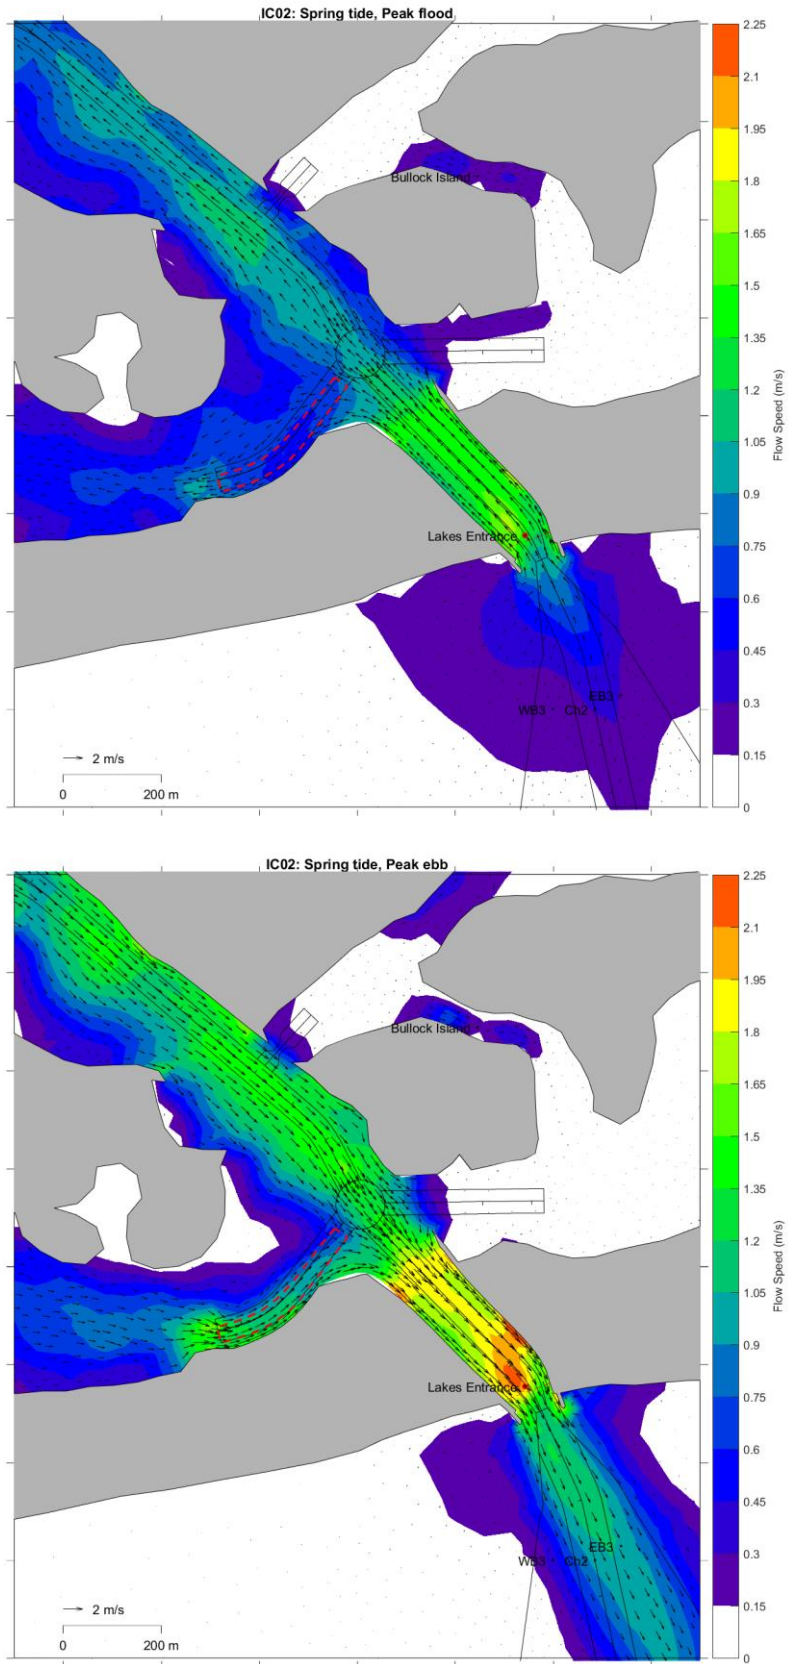 IC02: Spring tide, Peak flood
2.25
2.1
1.95
1.8
1.65
1.5
1.35
1.2
1.05
0.9
0.75
0.6
0.45
0.3
0.15
0
Flow Speed (m/s)
Bullock Island
Lakes Entrance
EB3
WB3 Ch2
2 m/s
0 200 m
IC02: Spring tide, Peak ebb
2.25
2.1
1.95
1.8
1.65
1.5
1.35
1.2
1.05
0.9
0.75
0.6
0.45
0.3
0.15
0
Flow Speed (m/s)
Bullock Island
Lakes Entrance
EB3
WB3 Ch2
2 m/s
0 200 m